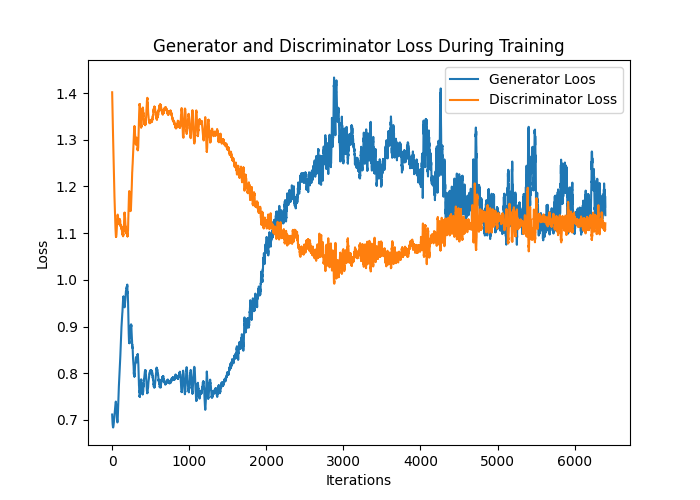 Generator and Discriminator Loss During Training
Generator Loos
Discriminator Loss
1.4
1.3
1.2
1.1
1.0
0.9
0.8
0.7
Loss
0 1000 2000 3000 4000 5000 6000
Iterations